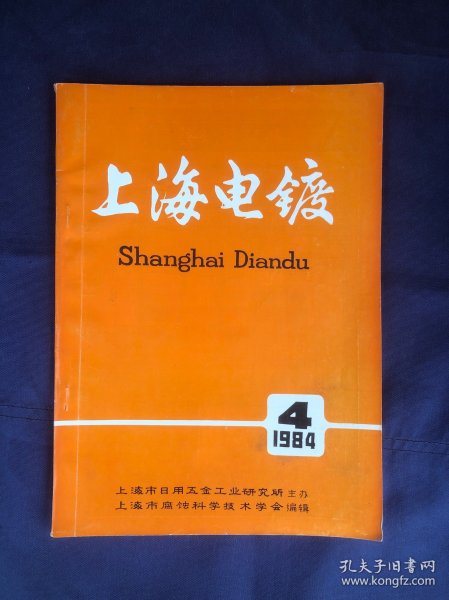 上海电镀
Shanghai Diandu
4
1984
上海市日用五金工业研究所 主办
上海市腐蚀科学技术学会 编辑
孔夫子旧书网
www.kongfz.com